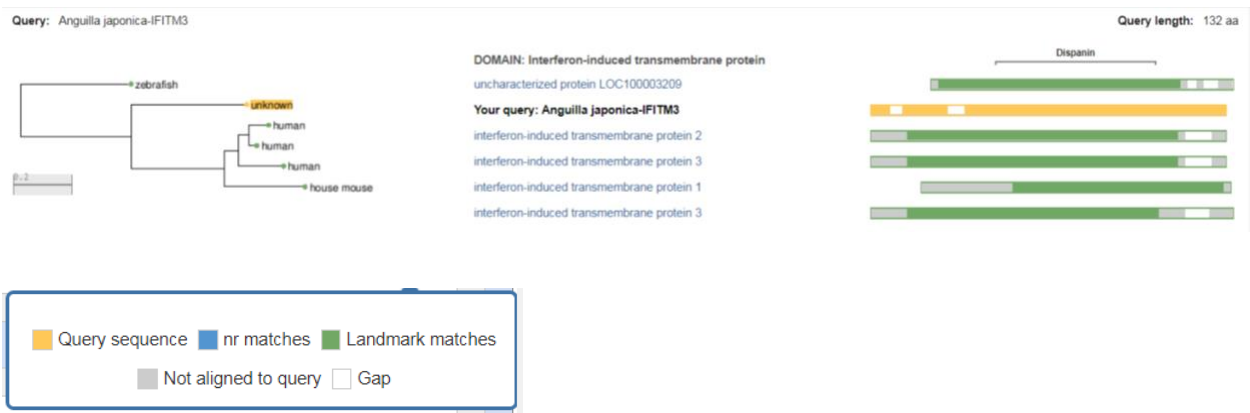 Query: Anguilla japonica-IFITM3
Query length: 132 aa
Dispanin
DOMAIN: Interferon-induced transmembrane protein
zebrafish
uncharacterized protein LOC100003209
unknown
Your query: Anguilla japonica-IFITM3
human
interferon-induced transmembrane protein 2
human
interferon-induced transmembrane protein 3
human
0.2
house mouse
interferon-induced transmembrane protein 1
interferon-induced transmembrane protein 3
Query sequence
nr matches
Landmark matches
Not aligned to query
Gap